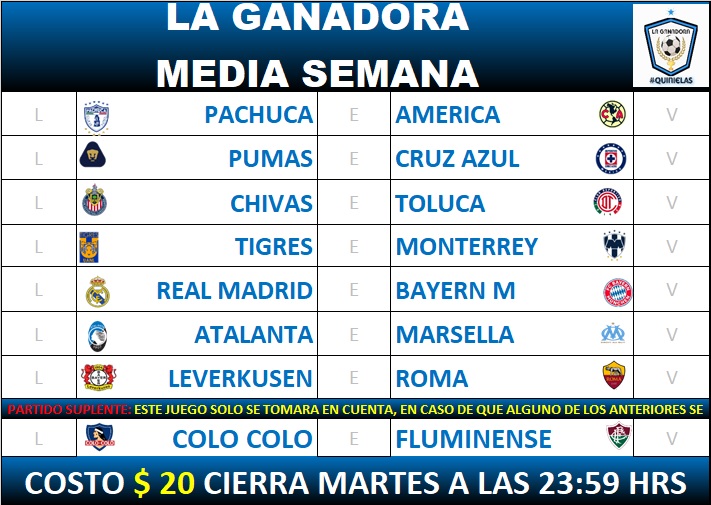 LA GANADORA
MEDIA SEMANA
LA GANADORA
#QUINIELAS
L PACHUCA E AMERICA V
L PUMAS E CRUZ AZUL V
L CHIVAS E TOLUCA V
L TIGRES E MONTERREY V
L REAL MADRID E BAYERN M V
L ATALANTA E MARSELLA V
L LEVERKUSEN E ROMA V
PARTIDO SUPLENTE: ESTE JUEGO SOLO SE TOMARA EN CUENTA, EN CASO DE QUE ALGUNO DE LOS ANTERIORES SE
L COLO COLO E FLUMINENSE V
COSTO $ 20 CIERRA MARTES A LAS 23:59 HRS